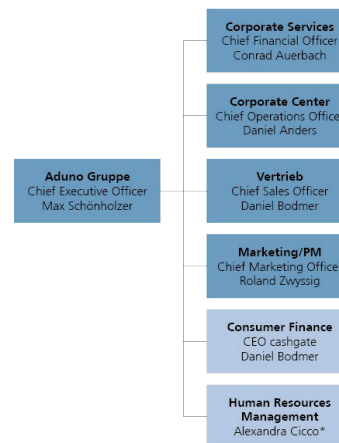 Corporate Services
Chief Financial Officer
Conrad Auerbach
Corporate Center
Chief Operations Office
Daniel Anders
Aduno Gruppe
Chief Executive Officer
Max Schönholzer
Vertrieb
Chief Sales Officer
Daniel Bodmer
Marketing/PM
Chief Marketing Office
Roland Zwyssig
Consumer Finance
CEO cashgate
Daniel Bodmer
Human Resources
Management
Alexandra Cicco*